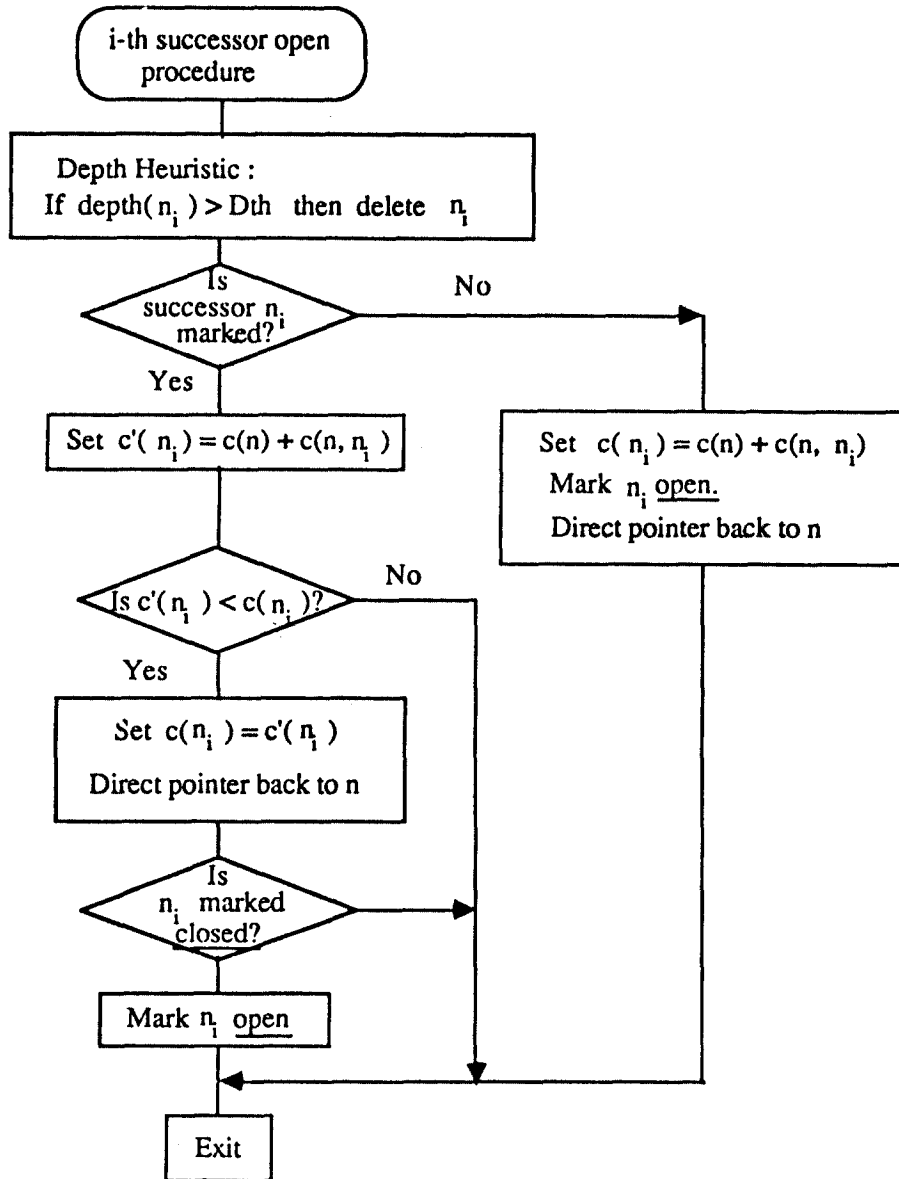 i-th successor open
procedure
Depth Heuristic :
If depth(n_i) > Dth then delete n_i
Is
successor n_i
marked?
No
Yes
Set c'(n_i) = c(n) + c(n, n_i)
Set c(n_i) = c(n) + c(n, n_i)
Mark n_i open.
Direct pointer back to n
Is c'(n_i) < c(n_i)?
No
Yes
Set c(n_i) = c'(n_i)
Direct pointer back to n
Is
n_i marked
closed?
Mark n_i open
Exit